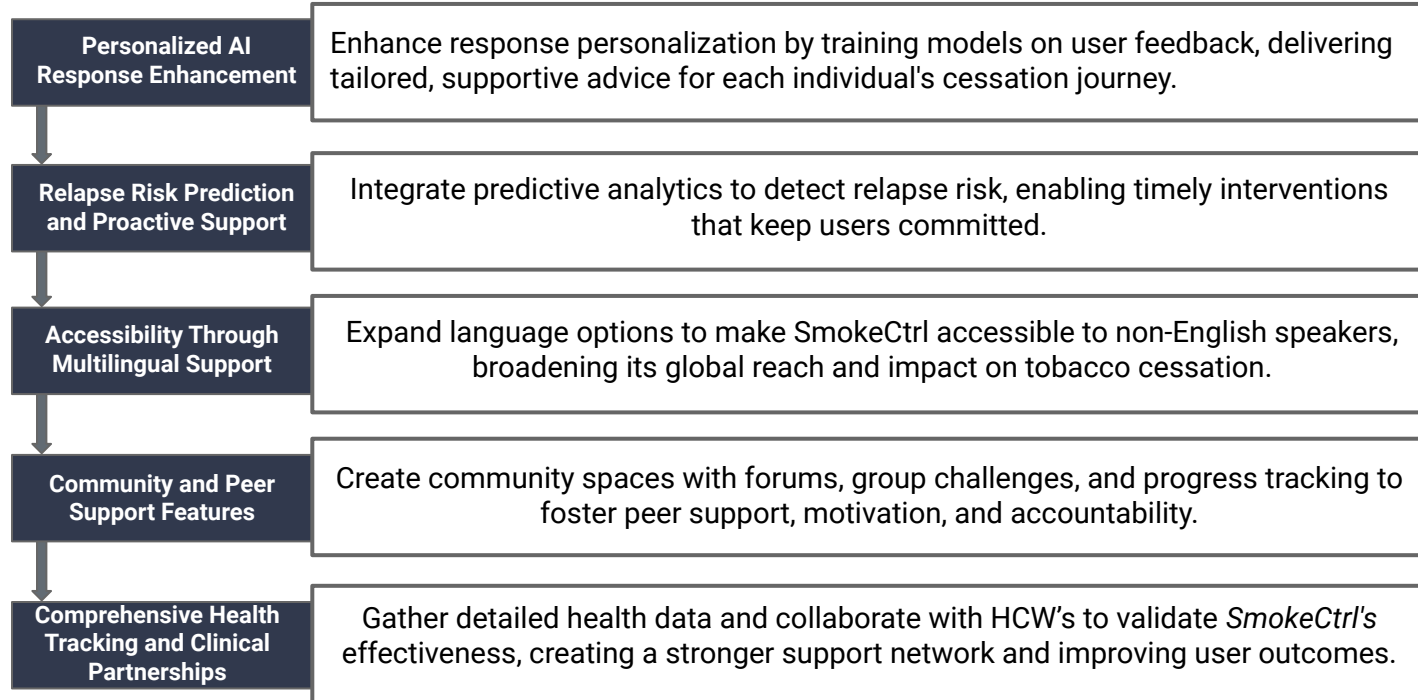 Personalized AI
Response Enhancement
Enhance response personalization by training models on user feedback, delivering
tailored, supportive advice for each individual's cessation journey.
Relapse Risk Prediction
and Proactive Support
Integrate predictive analytics to detect relapse risk, enabling timely interventions
that keep users committed.
Accessibility Through
Multilingual Support
Expand language options to make SmokeCtrl accessible to non-English speakers,
broadening its global reach and impact on tobacco cessation.
Community and Peer
Support Features
Create community spaces with forums, group challenges, and progress tracking to
foster peer support, motivation, and accountability.
Comprehensive Health
Tracking and Clinical
Partnerships
Gather detailed health data and collaborate with HCW’s to validate SmokeCtrl's
effectiveness, creating a stronger support network and improving user outcomes.